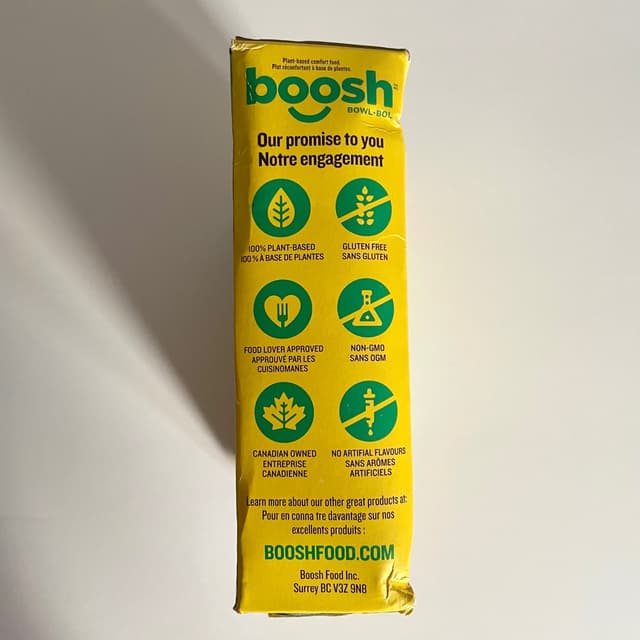 Plant-based comfort food.
Plat réconfortant à base de plantes.
boosh
BOWL·BOL
Our promise to you
Notre engagement
100% PLANT-BASED
100% À BASE DE PLANTES
GLUTEN FREE
SANS GLUTEN
FOOD LOVER APPROVED
APPROUVÉ PAR LES
CUISINOMANES
NON-GMO
SANS OGM
CANADIAN OWNED
ENTREPRISE
CANADIENNE
NO ARTIFIAL FLAVOURS
SANS ARÔMES
ARTIFICIELS
Learn more about our other great products at:
Pour en conna tre davantage sur nos
excellents produits :
BOOSHFOOD.COM
Boosh Food Inc.
Surrey BC V3Z 9N8